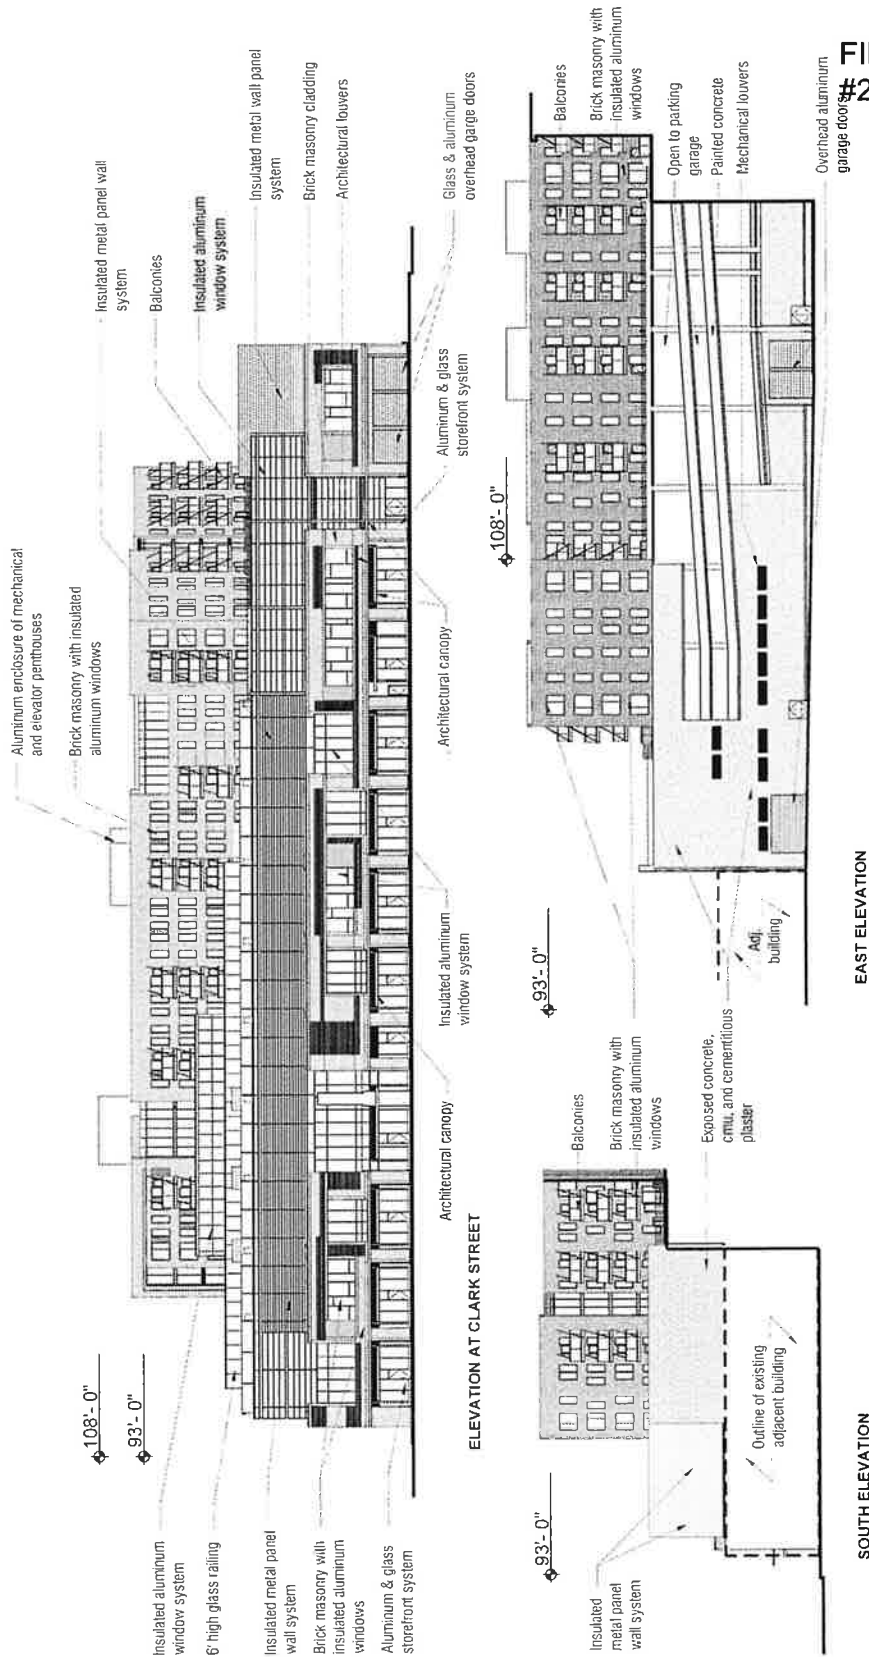 Aluminum enclosure of mechanical
and elevator penthouses
Brick masonry with insulated
aluminum windows
Insulated metal panel wall
system
Balconies
Insulated aluminum
window system
Insulated metal wall panel
system
Brick masonry cladding
Architectural louvers
Glass & aluminum
overhead garge doors
108'- 0"
93'- 0"
Insulated aluminum
window system
6' high glass railing
Insulated metal panel
wall system
Brick masonry with
insulated aluminum
windows
Aluminum & glass
storefront system
Architectural canopy
Insulated aluminum
window system
Architectural canopy
Aluminum & glass
storefront system
ELEVATION AT CLARK STREET
93'- 0"
Insulated
metal panel
wall system
Balconies
Brick masonry with
insulated aluminum
windows
Exposed concrete,
cmu, and cementitious
plaster
Outline of existing
adjacent building
SOUTH ELEVATION
93'- 0"
108'- 0"
Adj.
building
Balconies
Brick masonry with
insulated aluminum
windows
Open to parking
garage
Painted concrete
Mechanical louvers
Overhead aluminum
garage doors
EAST ELEVATION
#2